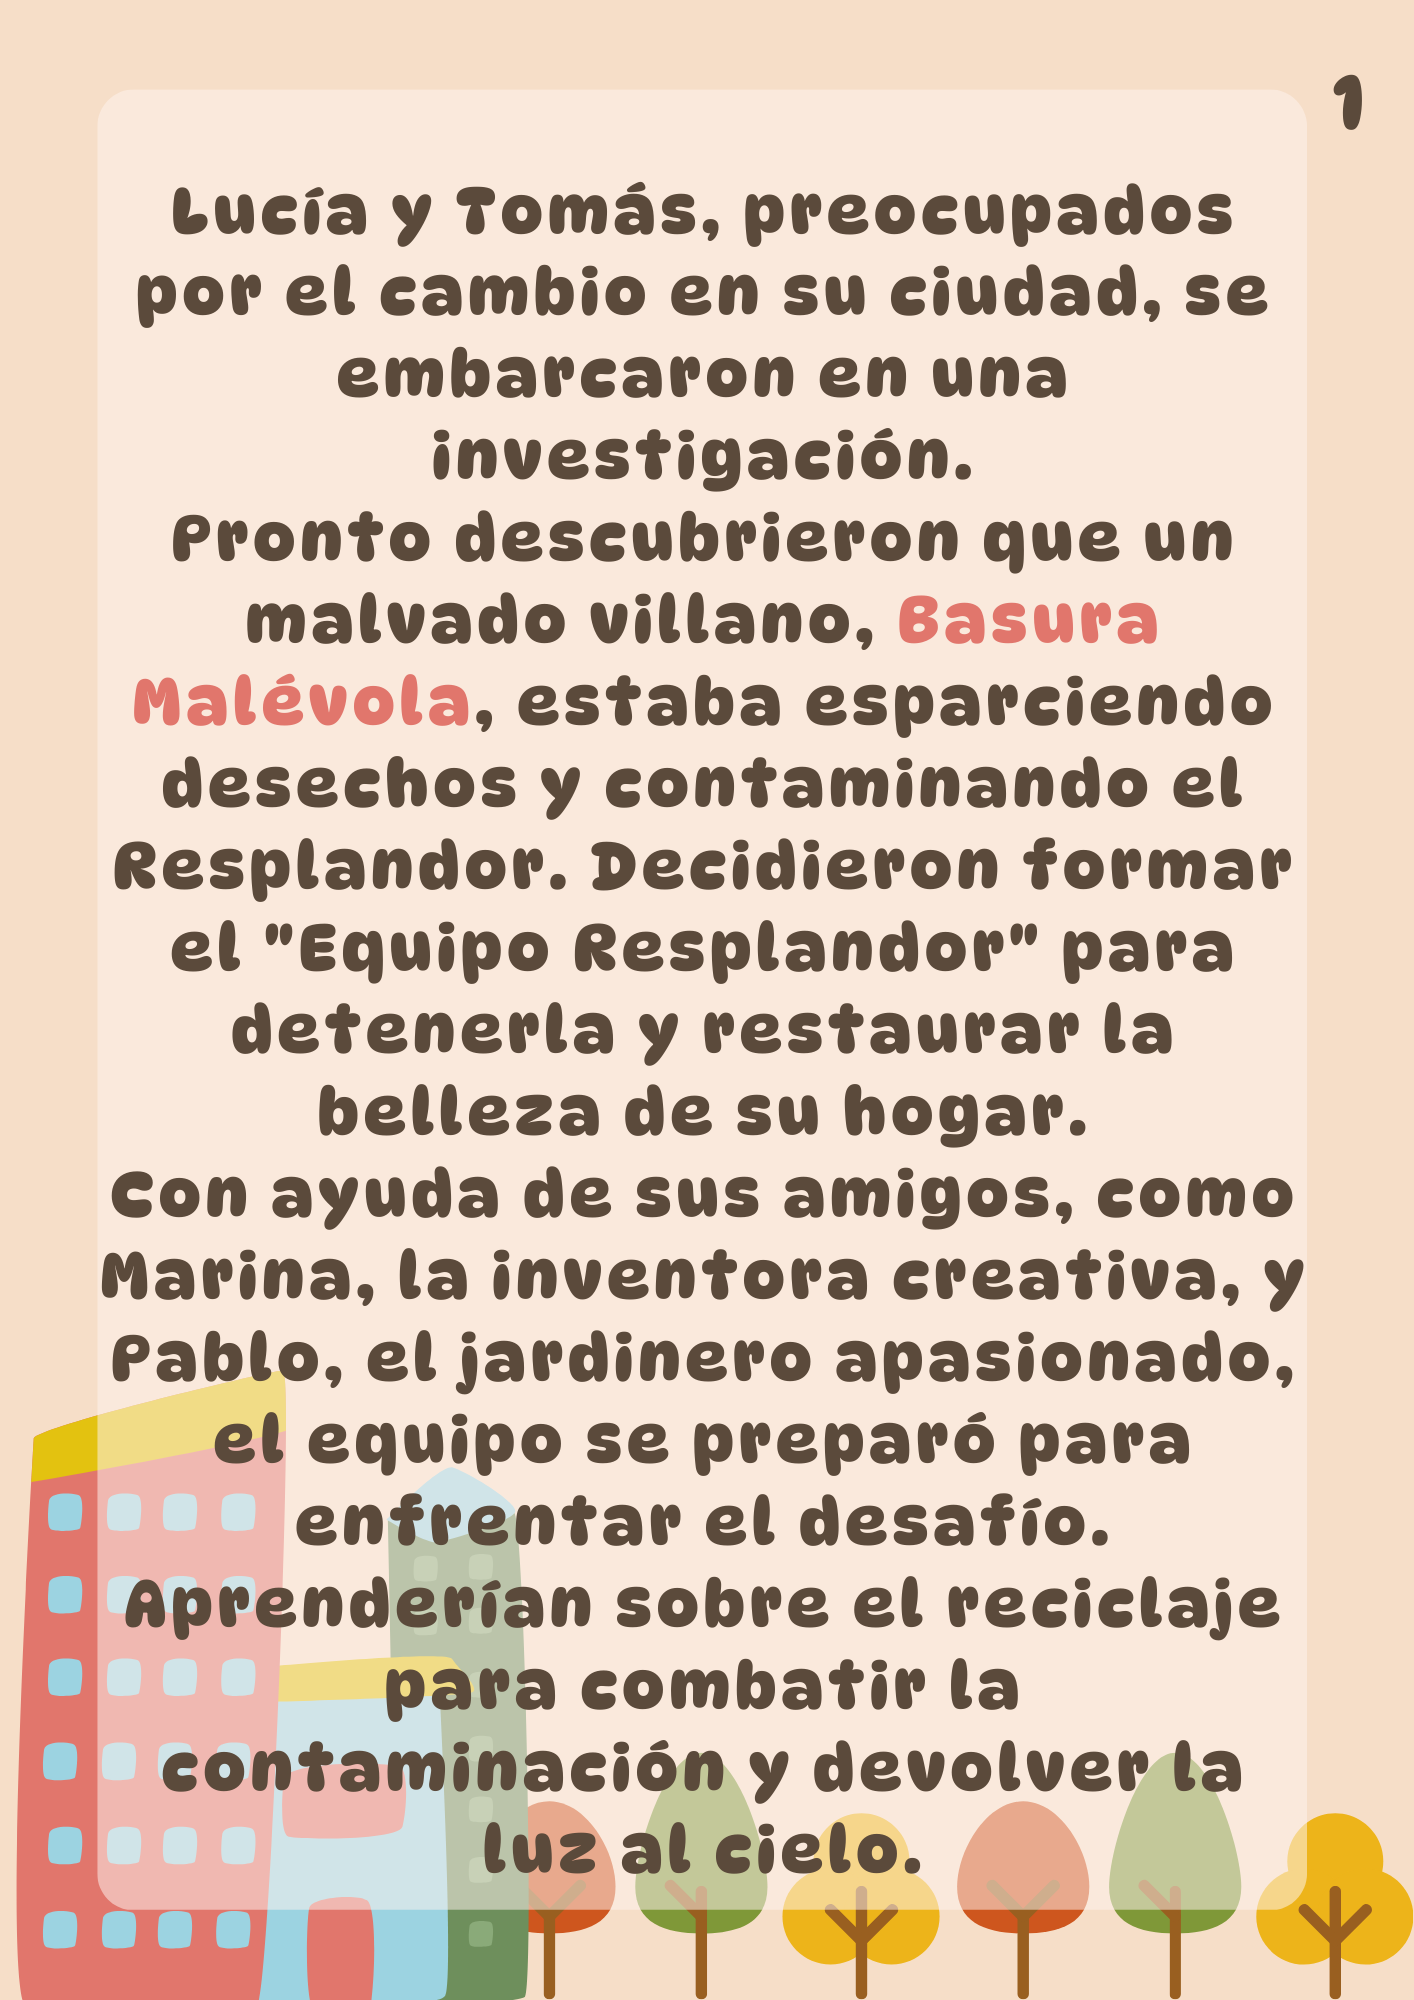 1
Lucía y Tomás, preocupados
por el cambio en su ciudad, se
embarcaron en una
investigación.
Pronto descubrieron que un
malvado villano, Basura
Malévola, estaba esparciendo
desechos y contaminando el
Resplandor. Decidieron formar
el "Equipo Resplandor" para
detenerla y restaurar la
belleza de su hogar.
Con ayuda de sus amigos, como
Marina, la inventora creativa, y
Pablo, el jardinero apasionado,
el equipo se preparó para
enfrentar el desafío.
Aprenderían sobre el reciclaje
para combatir la
contaminación y devolver la
luz al cielo.